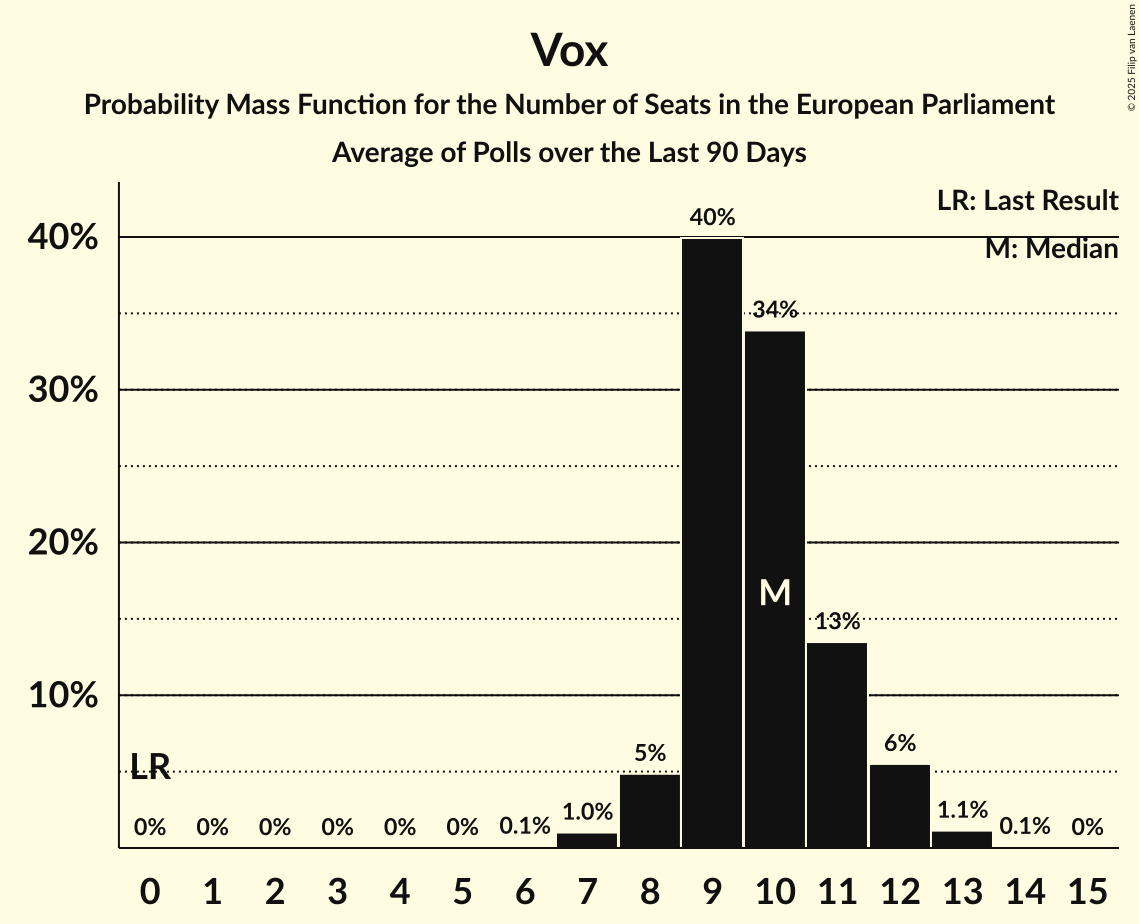 Vox
Probability Mass Function for the Number of Seats in the European Parliament
Average of Polls over the Last 90 Days
© 2025 Filip van Laenen
LR: Last Result
M: Median
40%
30%
20%
10%
40%
34%
M
13%
LR
5%
6%
0% 0% 0% 0% 0% 0% 0.1% 1.0% 1.1% 0.1% 0%
0 1 2 3 4 5 6 7 8 9 10 11 12 13 14 15